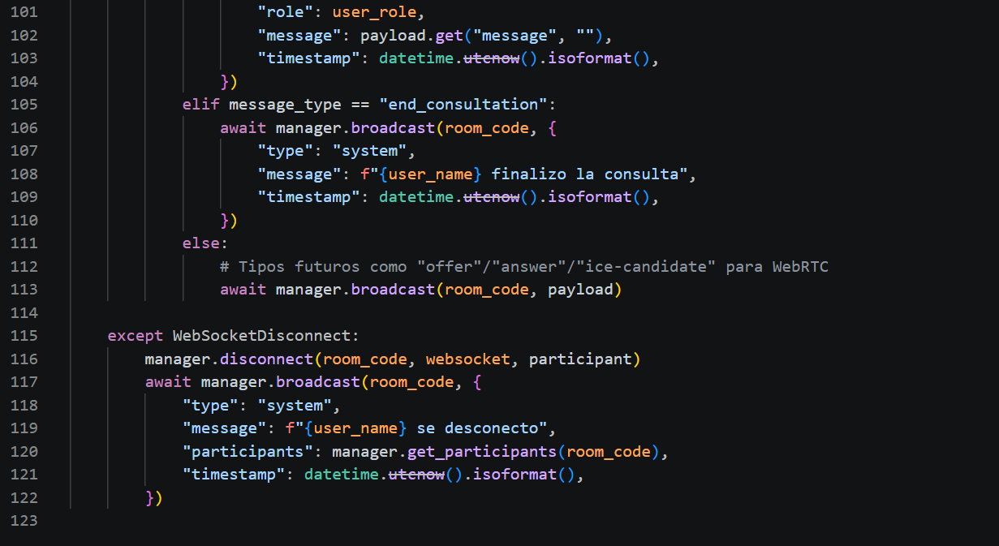 101 "role": user_role,
102 "message": payload.get("message", ""),
103 "timestamp": datetime.utcnow().isoformat(),
104 })
105 elif message_type == "end_consultation":
106 await manager.broadcast(room_code, {
107 "type": "system",
108 "message": f"{user_name} finalizo la consulta",
109 "timestamp": datetime.utcnow().isoformat(),
110 })
111 else:
112 # Tipos futuros como "offer"/"answer"/"ice-candidate" para WebRTC
113 await manager.broadcast(room_code, payload)
114
115 except WebSocketDisconnect:
116 manager.disconnect(room_code, websocket, participant)
117 await manager.broadcast(room_code, {
118 "type": "system",
119 "message": f"{user_name} se desconecto",
120 "participants": manager.get_participants(room_code),
121 "timestamp": datetime.utcnow().isoformat(),
122 })
123